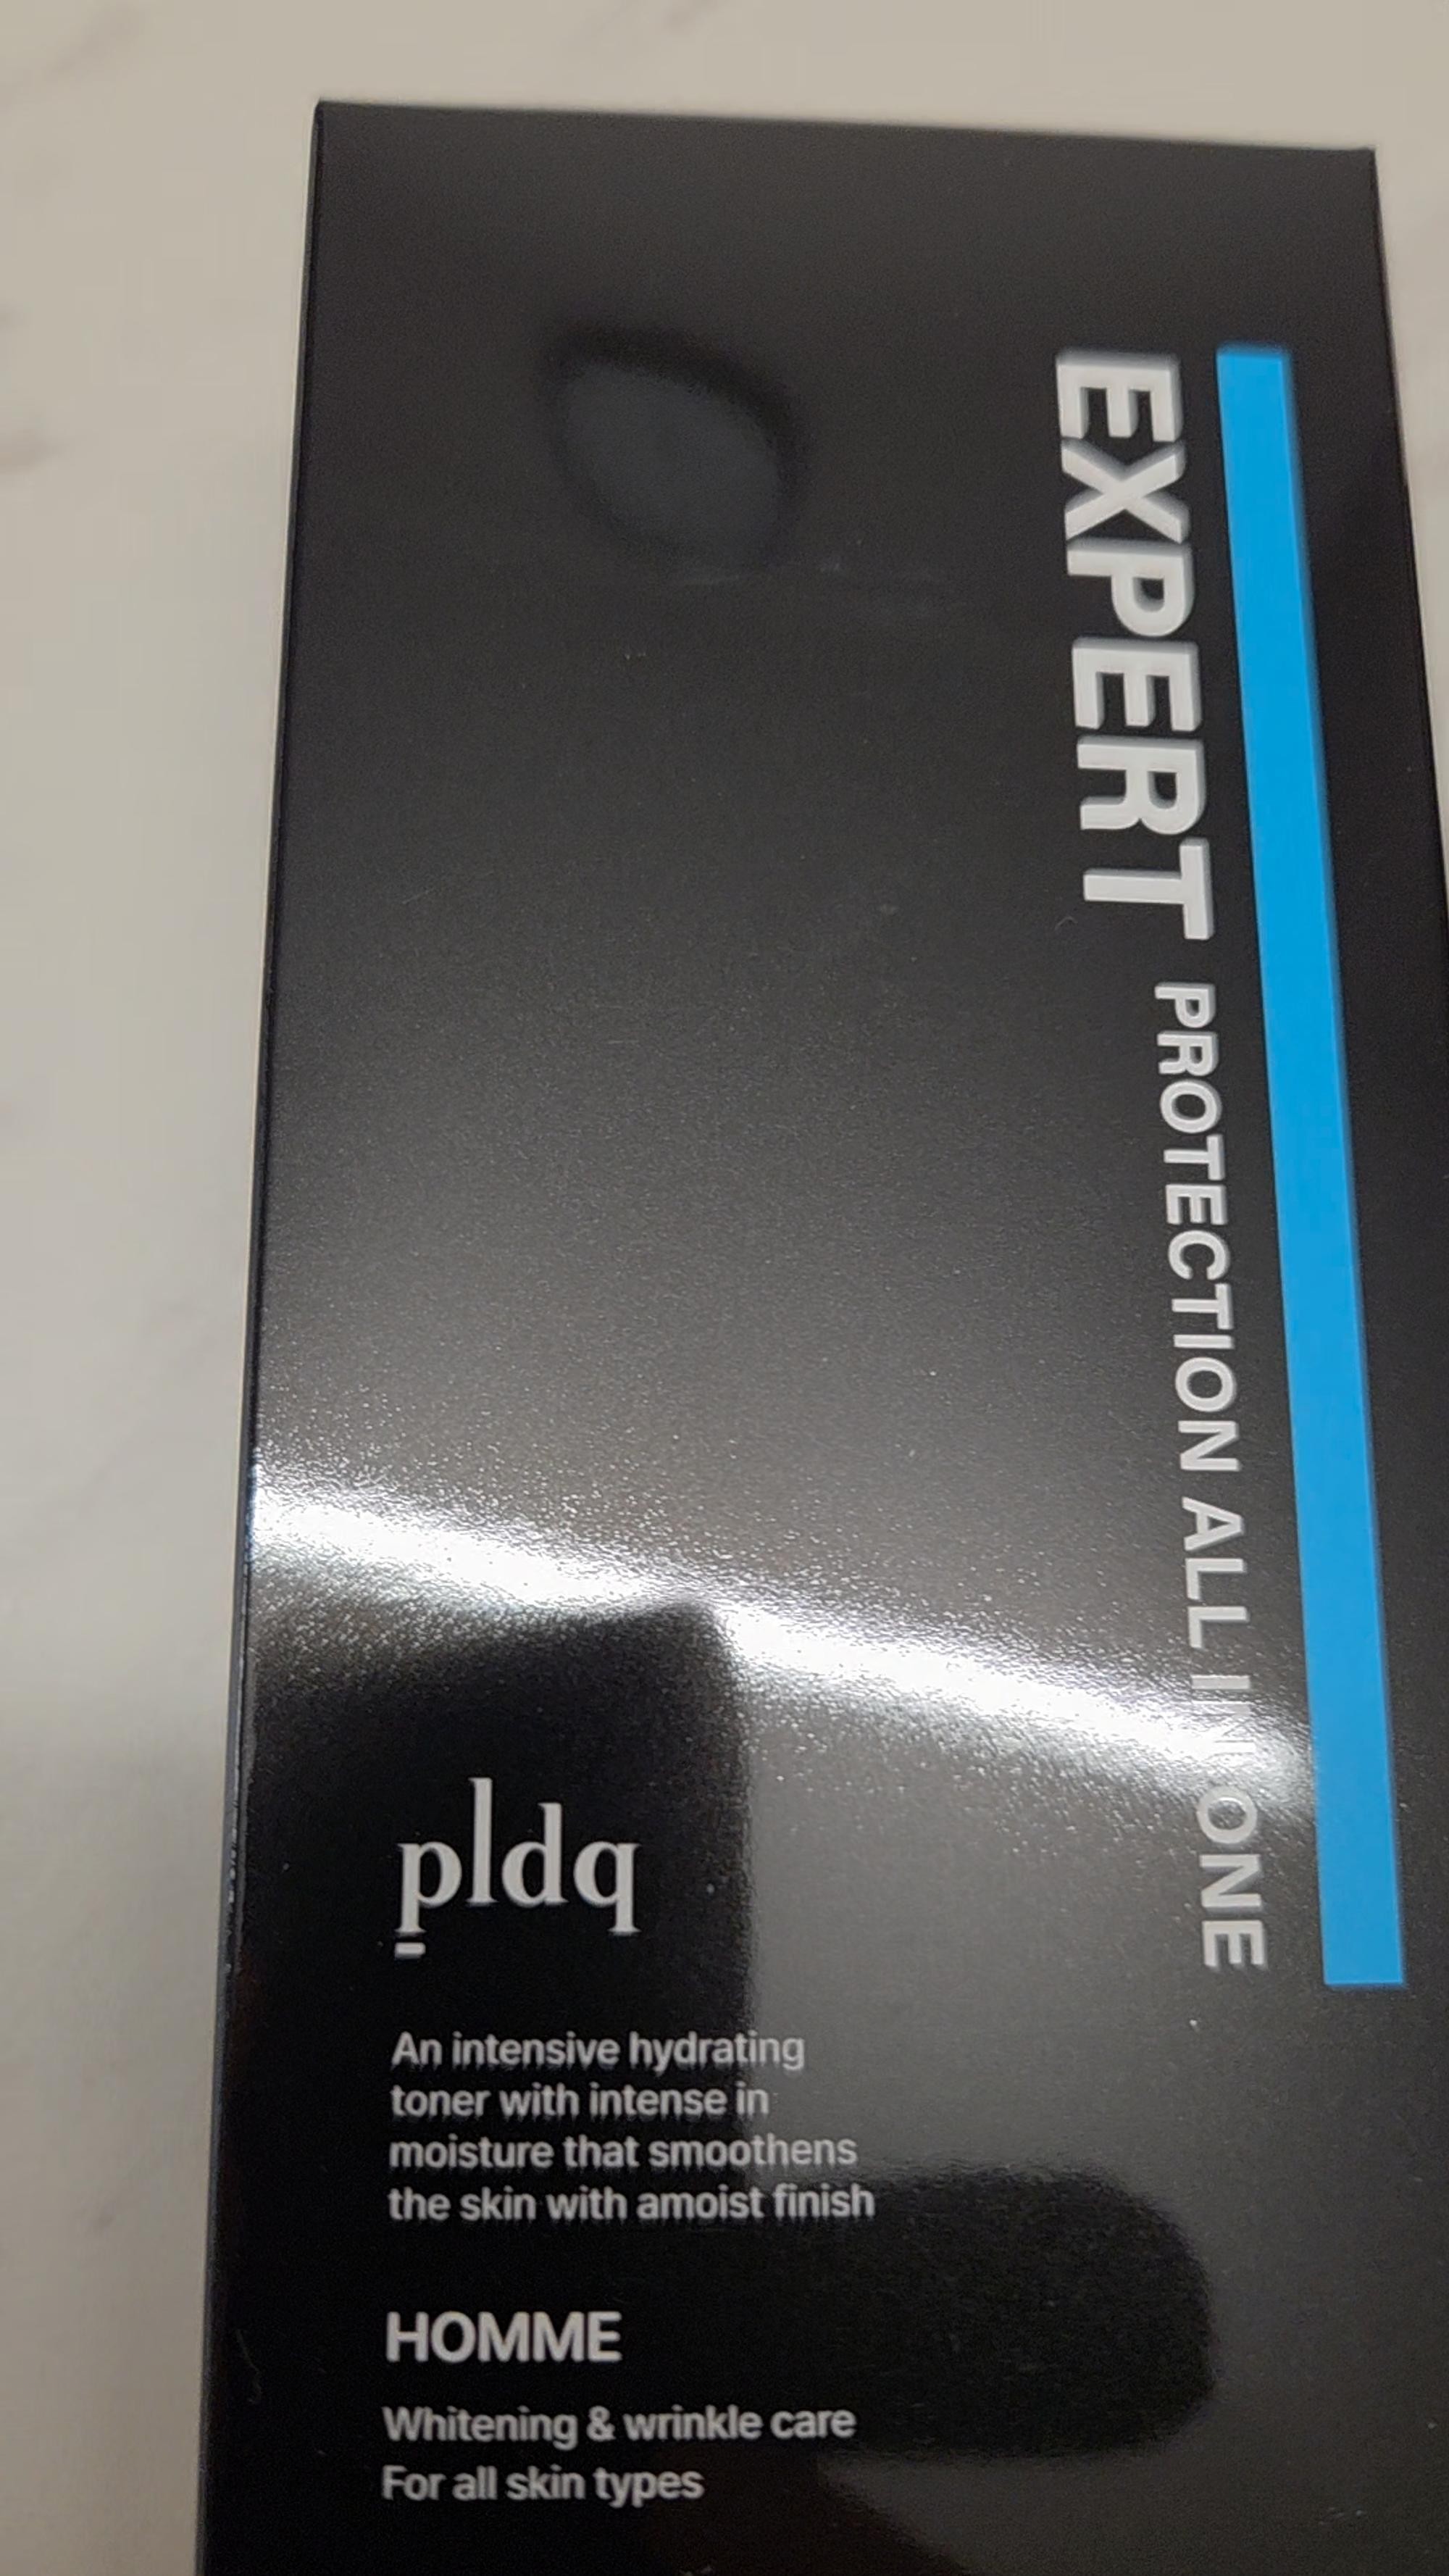 EXPERT PROTECTION ALL IN ONE
pldq
An intensive hydrating
toner with intense in
moisture that smoothens
the skin with amoist finish
HOMME
Whitening & wrinkle care
For all skin types